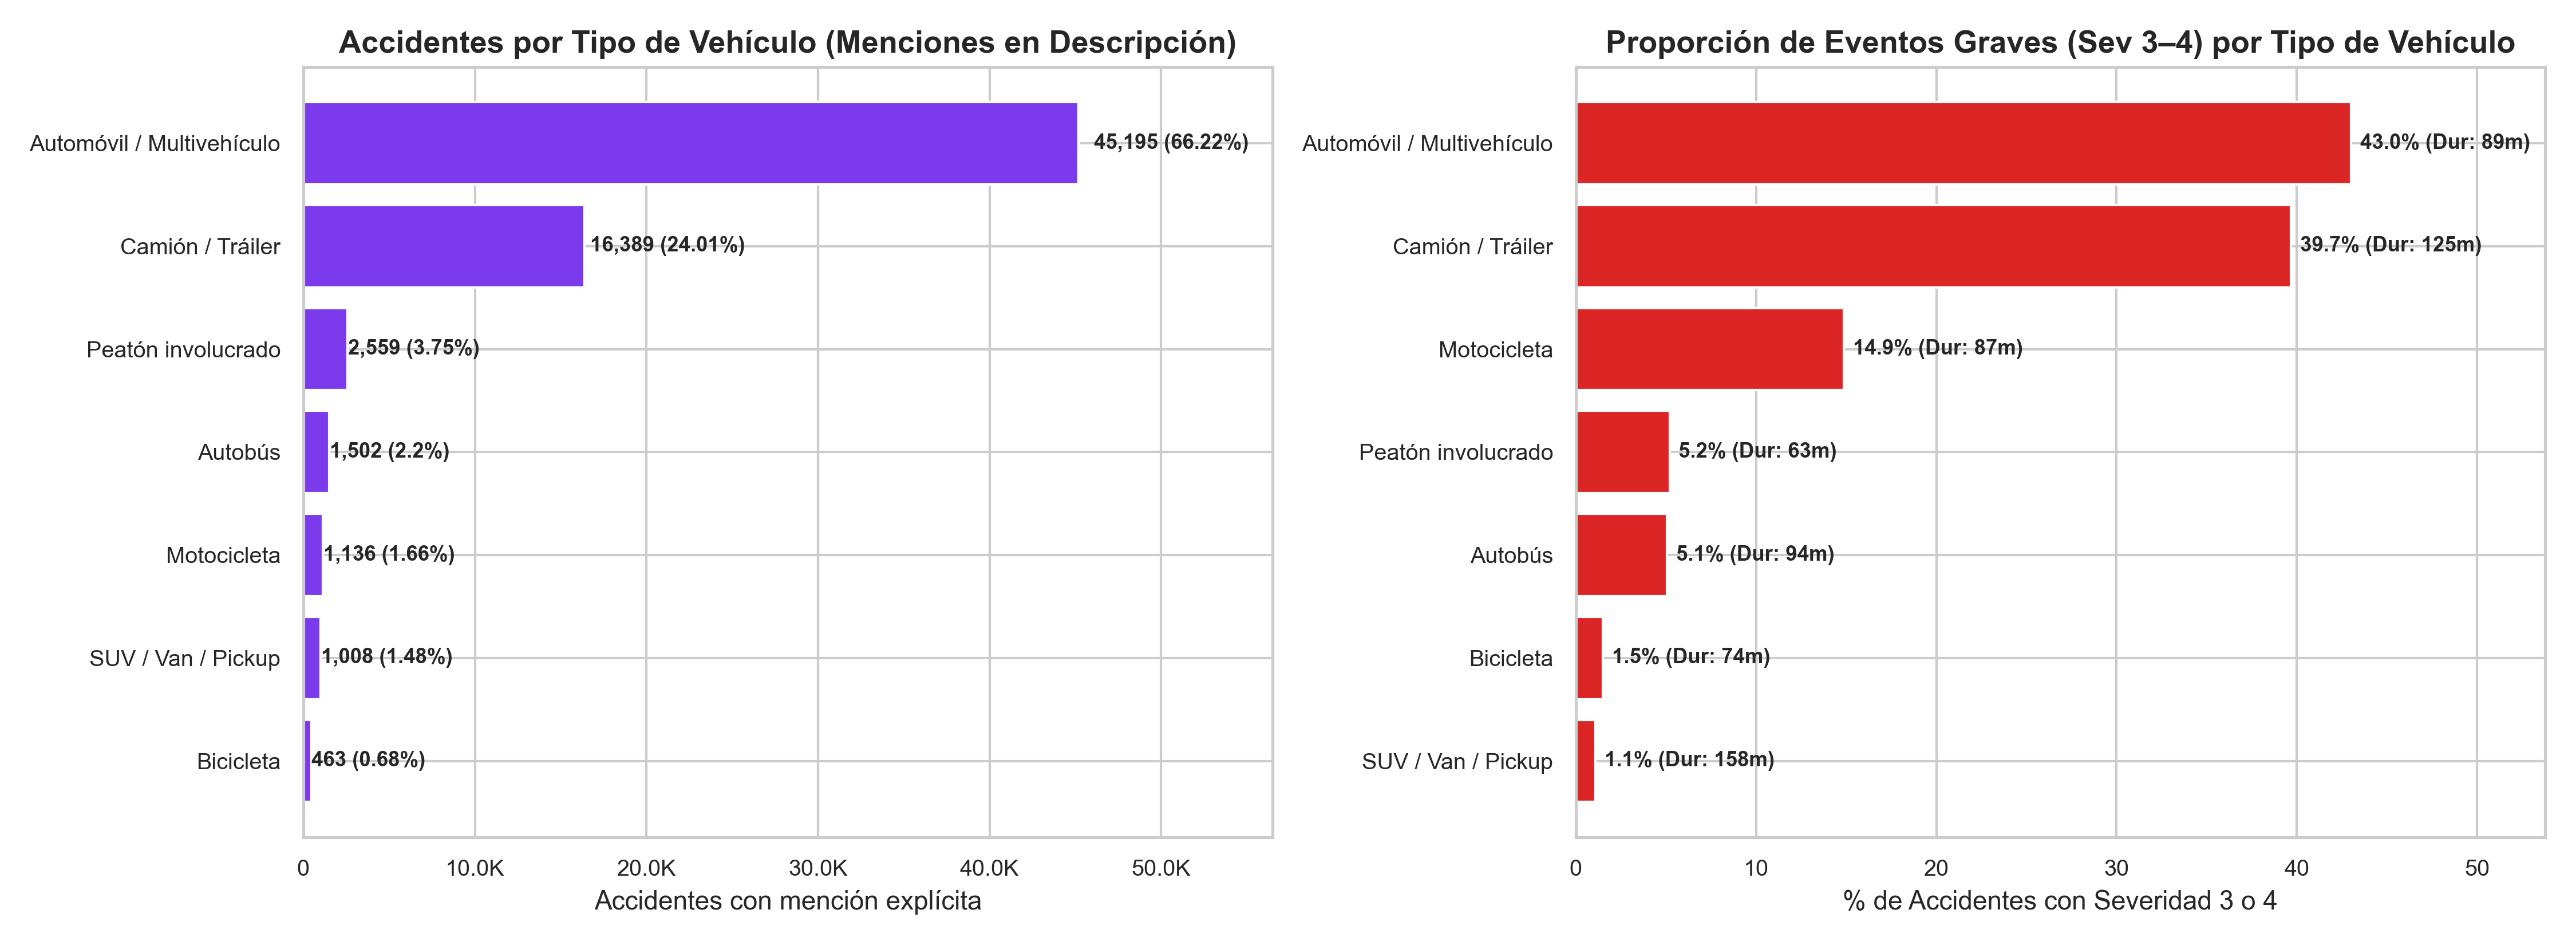 Accidentes por Tipo de Vehículo (Menciones en Descripción)
Automóvil / Multivehículo
45,195 (66.22%)
Camión / Tráiler
16,389 (24.01%)
Peatón involucrado
2,559 (3.75%)
Autobús
1,502 (2.2%)
Motocicleta
1,136 (1.66%)
SUV / Van / Pickup
1,008 (1.48%)
Bicicleta
463 (0.68%)
0
10.0K
20.0K
30.0K
40.0K
50.0K
Accidentes con mención explícita
Proporción de Eventos Graves (Sev 3–4) por Tipo de Vehículo
Automóvil / Multivehículo
43.0% (Dur: 89m)
Camión / Tráiler
39.7% (Dur: 125m)
Motocicleta
14.9% (Dur: 87m)
Peatón involucrado
5.2% (Dur: 63m)
Autobús
5.1% (Dur: 94m)
Bicicleta
1.5% (Dur: 74m)
SUV / Van / Pickup
1.1% (Dur: 158m)
0
10
20
30
40
50
% de Accidentes con Severidad 3 o 4